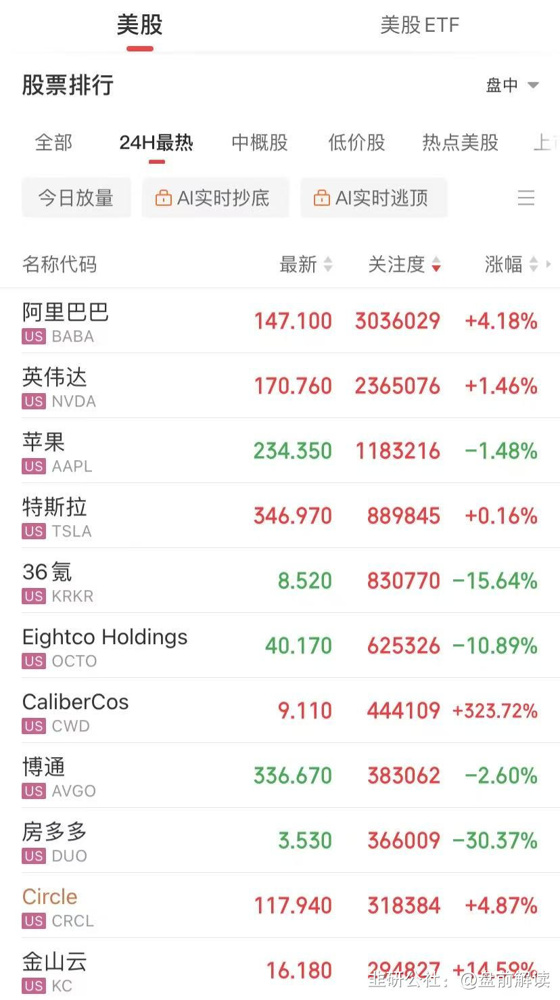 美股 美股 ETF
股票排行 盘中
全部 24H最热 中概股 低价股 热点美股 上
今日放量 AI实时抄底 AI实时逃顶
名称代码 最新 关注度 涨幅
阿里巴巴 147.100 3036029 +4.18%
US BABA
英伟达 170.760 2365076 +1.46%
US NVDA
苹果 234.350 1183216 -1.48%
US AAPL
特斯拉 346.970 889845 +0.16%
US TSLA
36氪 8.520 830770 -15.64%
US KRKR
Eightco Holdings 40.170 625326 -10.89%
US OCTO
CaliberCos 9.110 444109 +323.72%
US CWD
博通 336.670 383062 -2.60%
US AVGO
房多多 3.530 366009 -30.37%
US DUO
Circle 117.940 318384 +4.87%
US CRCL
金山云 16.180 294827 +14.59%
US KC
韭研公社：@盘前解读